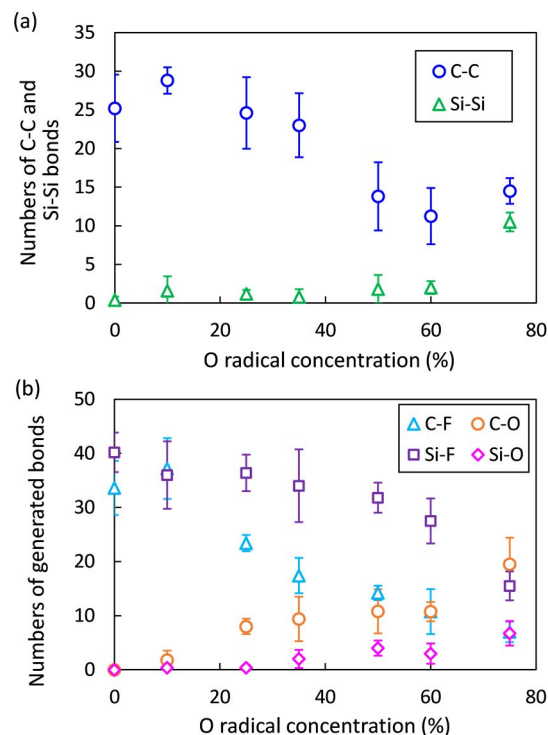 (a)
35
30
25
20
15
10
5
0
Numbers of C-C and
Si-Si bonds
C-C
Si-Si
0 20 40 60 80
O radical concentration (%)
(b)
50
40
30
20
10
0
Numbers of generated bonds
C-F C-O
Si-F Si-O
0 20 40 60 80
O radical concentration (%)